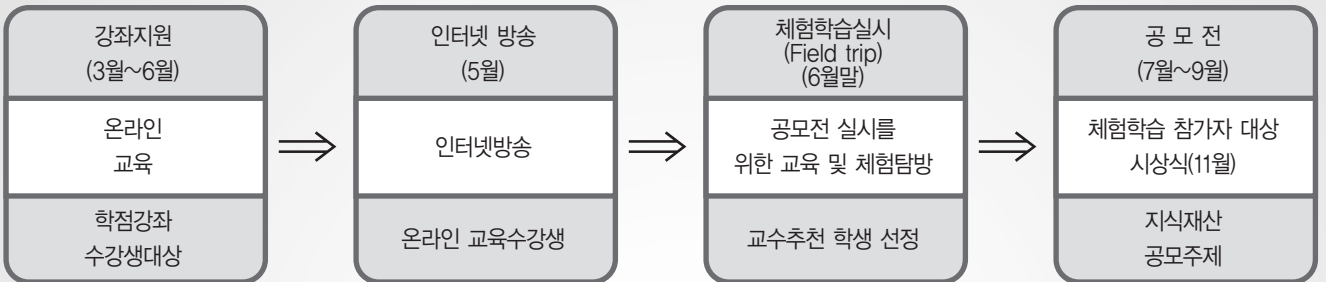 강좌지원
(3월~6월)
온라인
교육
학점강좌
수강생대상
인터넷 방송
(5월)
인터넷방송
온라인 교육수강생
체험학습실시
(Field trip)
(6월말)
공모전 실시를
위한 교육 및 체험탐방
교수추천 학생 선정
공 모 전
(7월~9월)
체험학습 참가자 대상
시상식(11월)
지식재산
공모주제